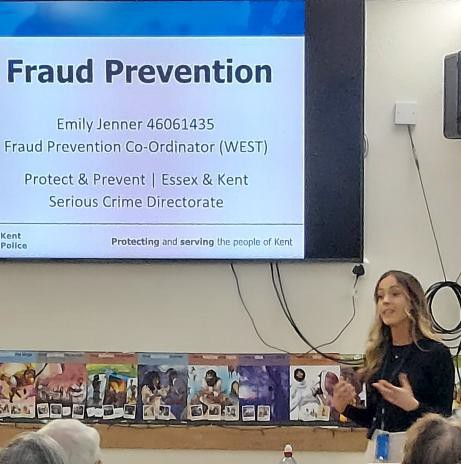 Fraud Prevention
Emily Jenner 46061435
Fraud Prevention Co-Ordinator (WEST)
Protect & Prevent | Essex & Kent
Serious Crime Directorate
Kent
Police
Protecting and serving the people of Kent